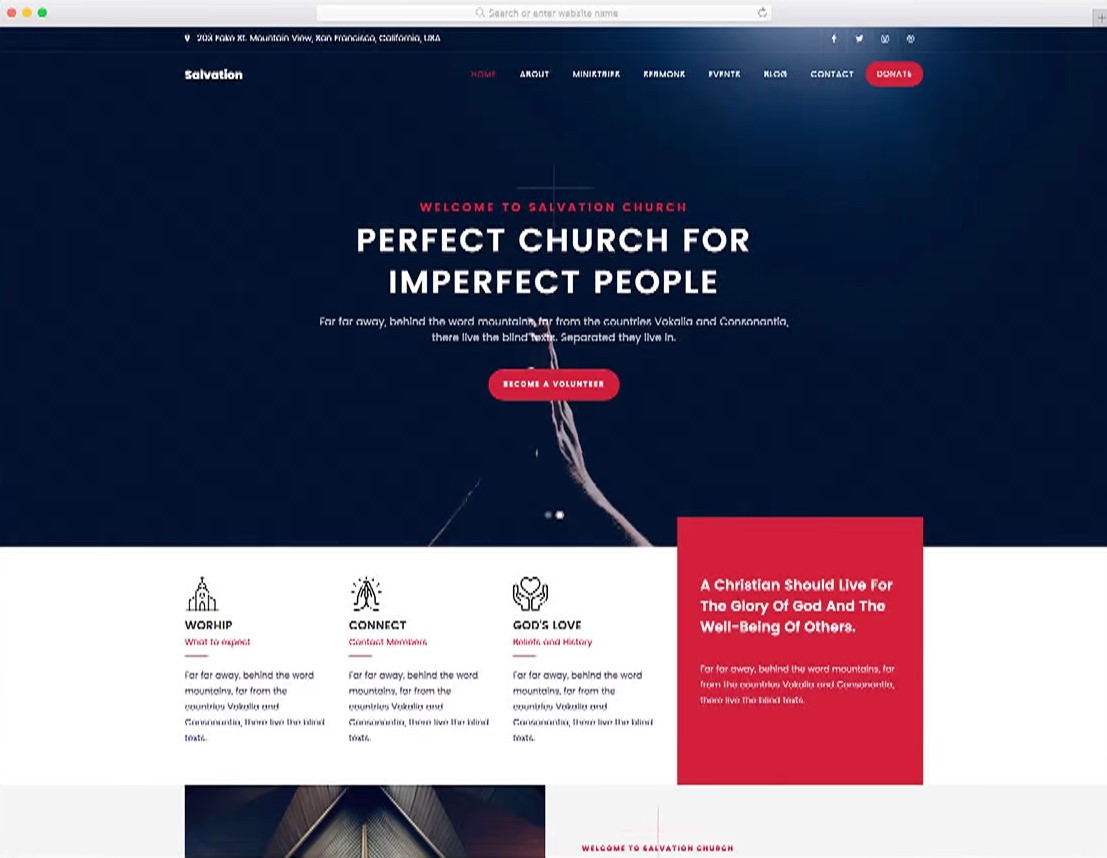 Search or enter website name
203 Fake St. Mountain View, San Francisco, California, USA
Salvation
HOME ABOUT MINISTRIES SERMONS EVENTS BLOG CONTACT DONATE
WELCOME TO SALVATION CHURCH
PERFECT CHURCH FOR
IMPERFECT PEOPLE
Far far away, behind the word mountains, far from the countries Vokalia and Consonantia,
there live the blind texts. Separated they live in.
BECOME A VOLUNTEER
WORHIP
What to expect
Far far away, behind the word
mountains, far from the
countries Vokalia and
Consonantia, there live the blind
texts.
CONNECT
Contact Members
Far far away, behind the word
mountains, far from the
countries Vokalia and
Consonantia, there live the blind
texts.
GOD'S LOVE
Beliefs and History
Far far away, behind the word
mountains, far from the
countries Vokalia and
Consonantia, there live the blind
texts.
A Christian Should Live For
The Glory Of God And The
Well-Being Of Others.
Far far away, behind the word mountains, far
from the countries Vokalia and Consonantia,
there live the blind texts.
WELCOME TO SALVATION CHURCH